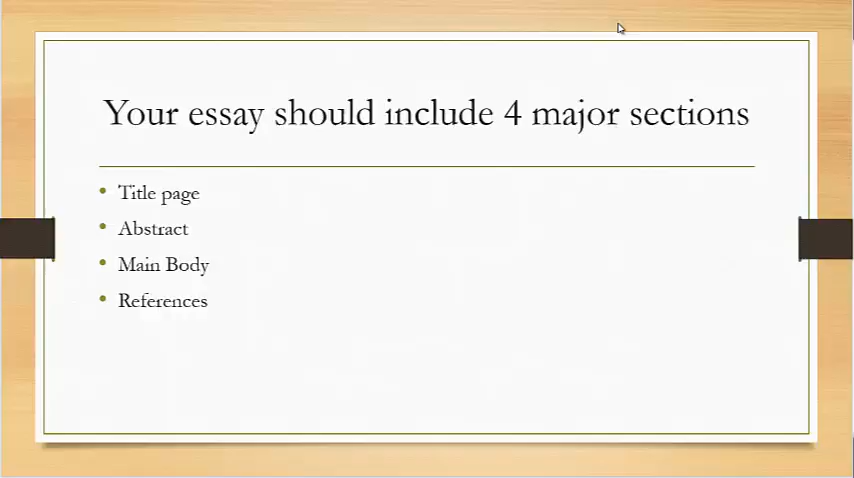 Your essay should include 4 major sections
• Title page
• Abstract
• Main Body
• References